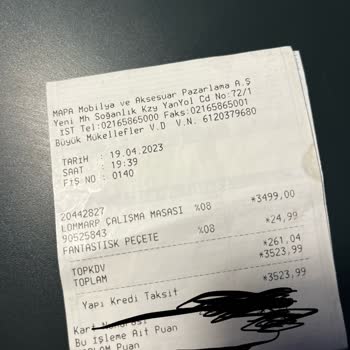 MAPA Mobilya ve Aksesuar Pazarlama A.Ş
Yeni Mh Soğanlık Kzy YanYol Cd No:72/1
IST Tel:02165865000 Faks:02165865001
Büyük Mükellefler V.D V.N. 6120379680
TARİH : 19.04.2023
SAAT : 19:39
FİŞ NO : 0140
20442827
LOMMARP ÇALIŞMA MASASI %08 *3499,00
90525843
FANTASTISK PEÇETE %08 *24,99
TOPKDV *261,04
TOPLAM *3523,99
Yapı Kredi Taksit *3523,99
Kart
Bu İşleme Ait Puan
Puan